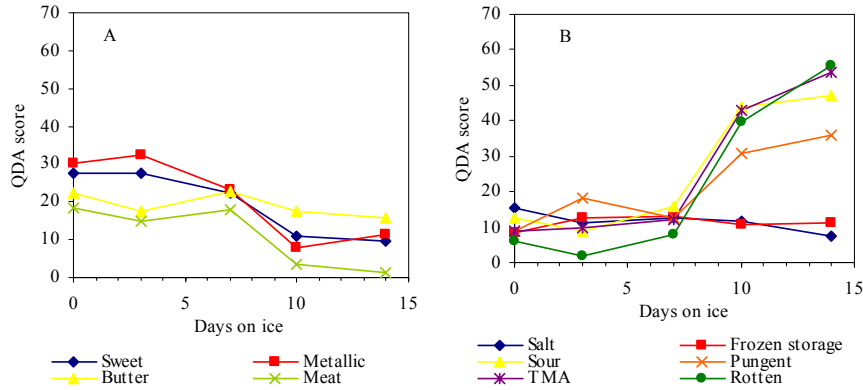 A
QDA score
70
60
50
40
30
20
10
0
0 5 10 15
Days on ice
Sweet Metallic
Butter Meat
B
QDA score
70
60
50
40
30
20
10
0
0 5 10 15
Days on ice
Salt Frozen storage
Sour Pungent
TMA Rotten